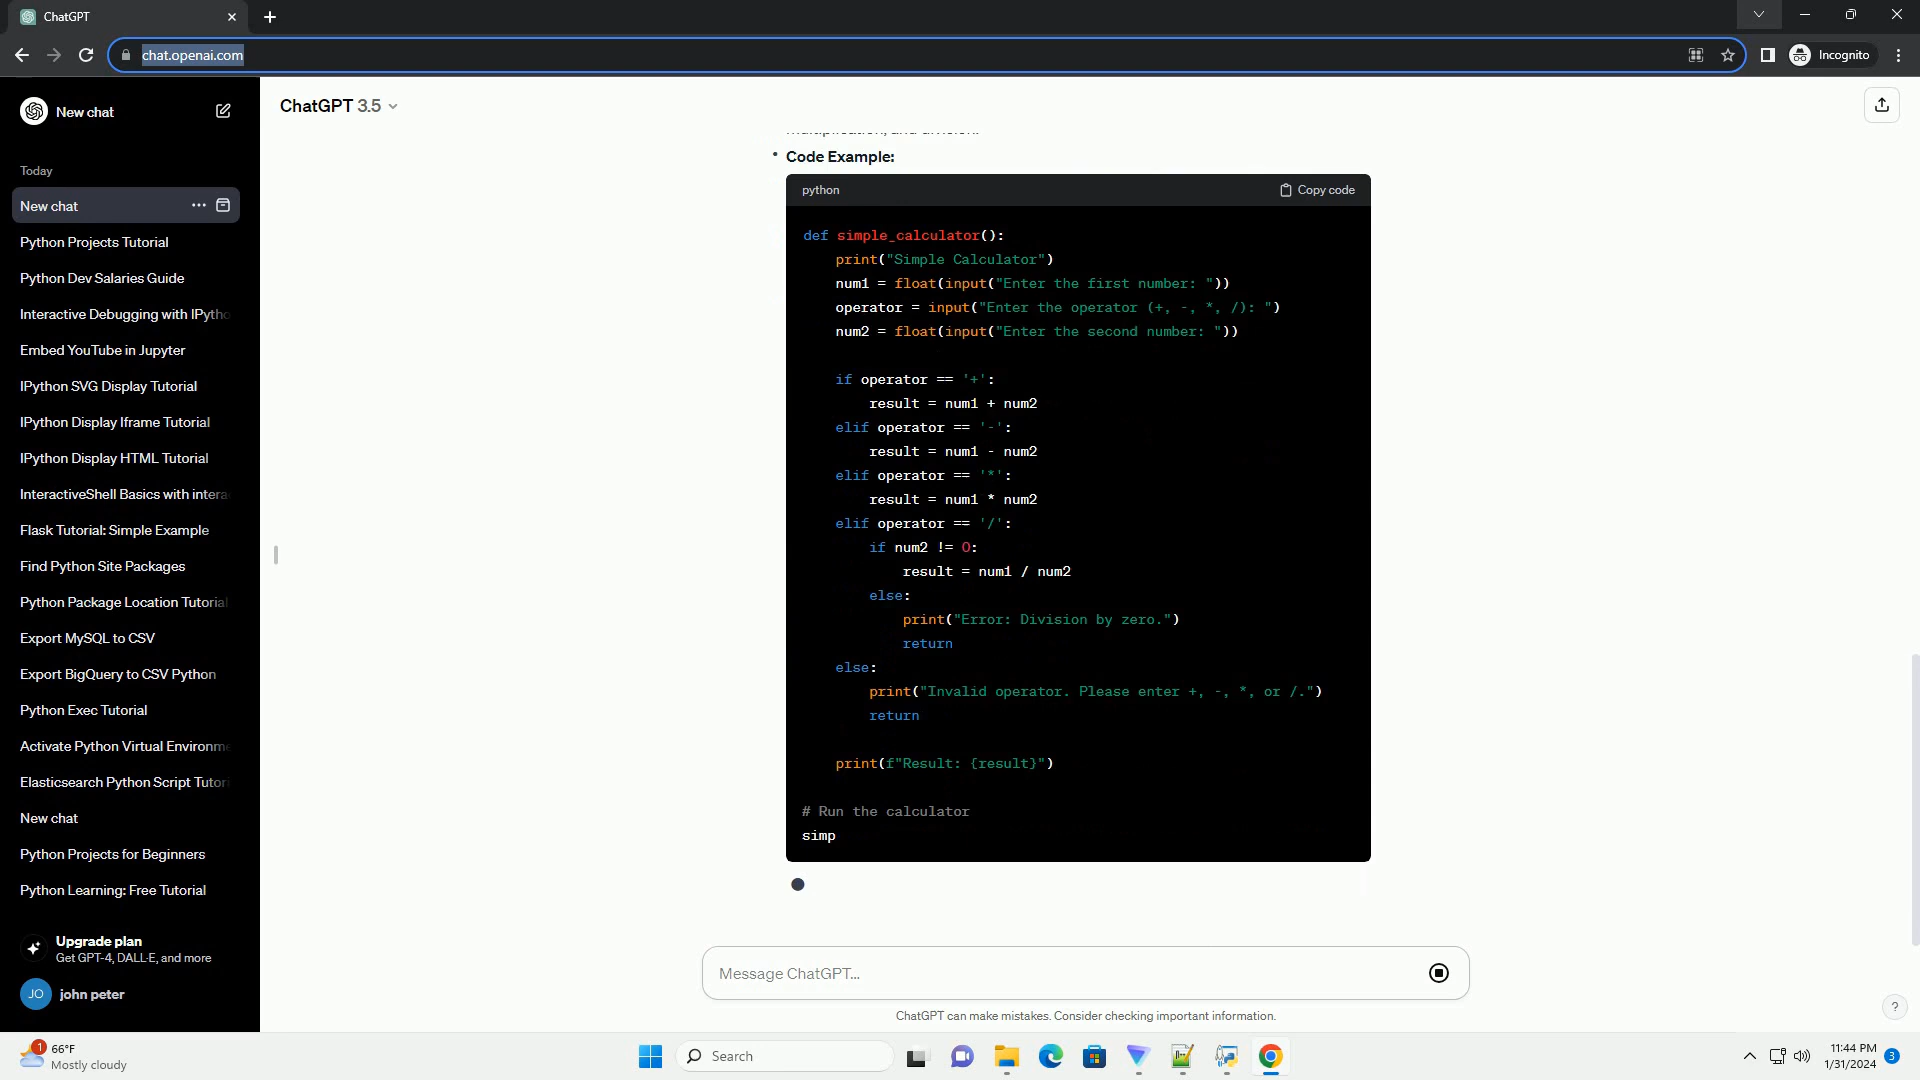 ChatGPT
chat.openai.com
Incognito
New chat
ChatGPT 3.5
Today
New chat
Python Projects Tutorial
Python Dev Salaries Guide
Interactive Debugging with IPytho
Embed YouTube in Jupyter
IPython SVG Display Tutorial
IPython Display Iframe Tutorial
IPython Display HTML Tutorial
InteractiveShell Basics with intera
Flask Tutorial: Simple Example
Find Python Site Packages
Python Package Location Tutorial
Export MySQL to CSV
Export BigQuery to CSV Python
Python Exec Tutorial
Activate Python Virtual Environme
Elasticsearch Python Script Tutori
New chat
Python Projects for Beginners
Python Learning: Free Tutorial
Upgrade plan
Get GPT-4, DALL·E, and more
JO john peter
multiplication, and division.
• Code Example:
python Copy code
def simple_calculator():
    print("Simple Calculator")
    num1 = float(input("Enter the first number: "))
    operator = input("Enter the operator (+, -, *, /): ")
    num2 = float(input("Enter the second number: "))
    if operator == '+':
        result = num1 + num2
    elif operator == '-':
        result = num1 - num2
    elif operator == '*':
        result = num1 * num2
    elif operator == '/':
        if num2 != 0:
            result = num1 / num2
        else:
            print("Error: Division by zero.")
            return
    else:
        print("Invalid operator. Please enter +, -, *, or /.")
        return
    print(f"Result: {result}")
# Run the calculator
simp
Message ChatGPT...
ChatGPT can make mistakes. Consider checking important information.
?
1
66°F
Mostly cloudy
Search
11:44 PM
1/31/2024
3